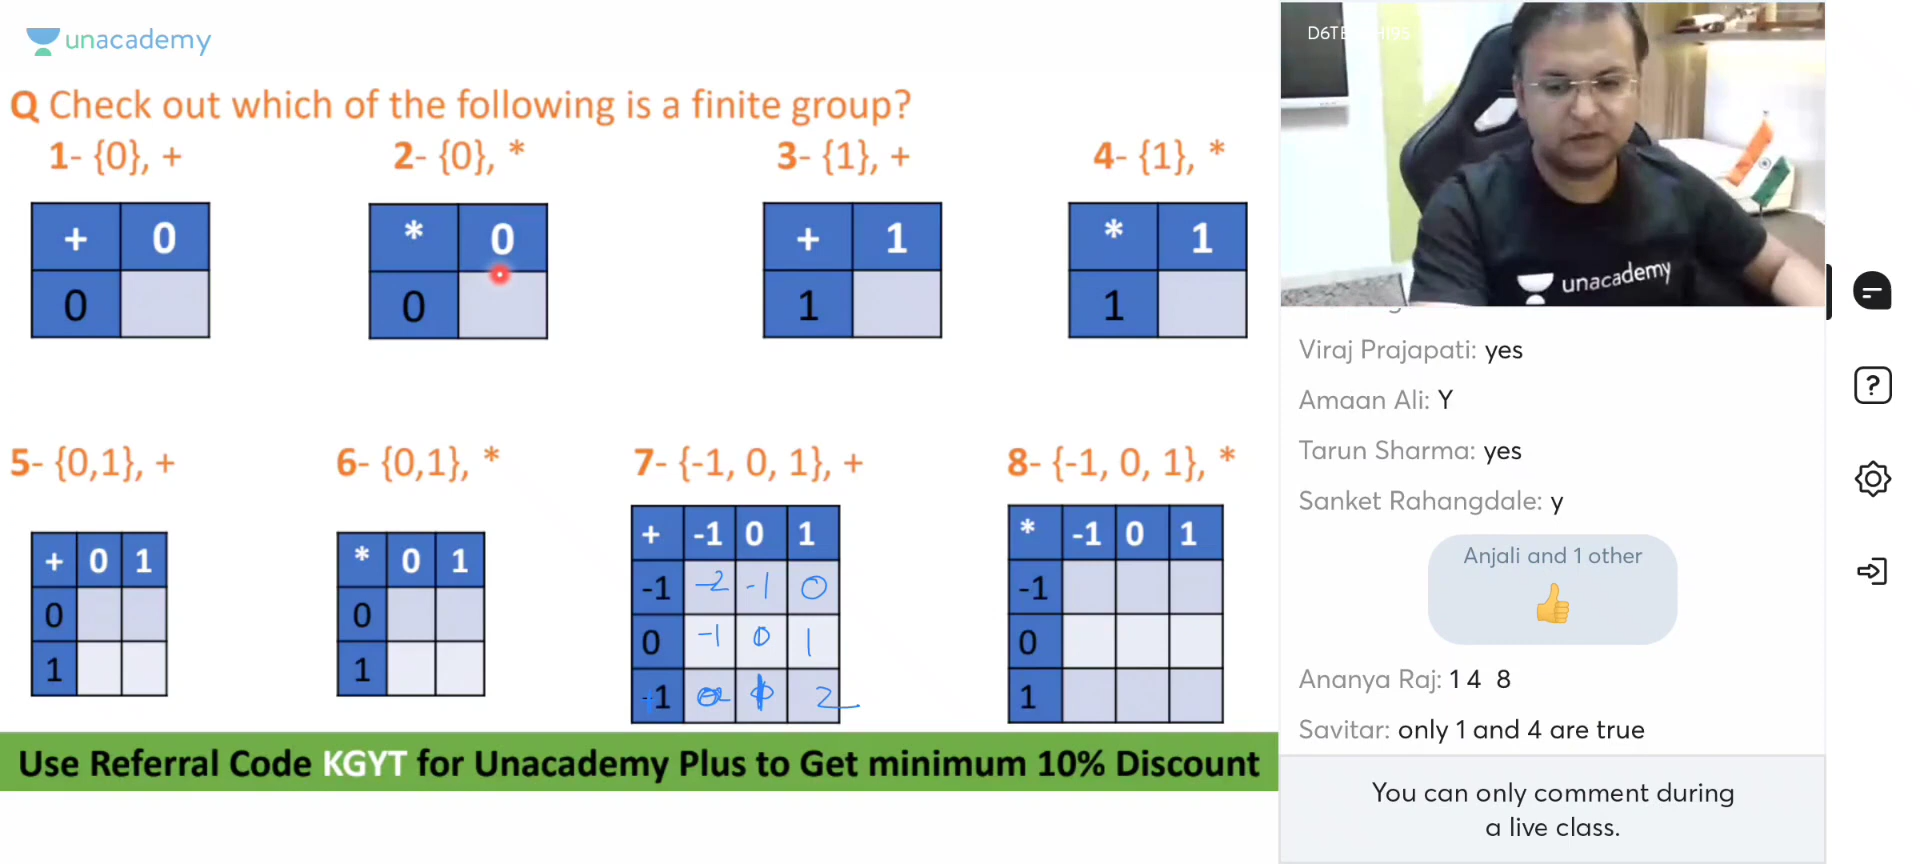 unacademy
Q Check out which of the following is a finite group?
1- {0}, +
2- {0}, *
3- {1}, +
4- {1}, *
+ 0
0
* 0
0
+ 1
1
* 1
1
5- {0,1}, +
6- {0,1}, *
7- {-1, 0, 1}, +
8- {-1, 0, 1}, *
+ 0 1
0
1
* 0 1
0
1
+ -1 0 1
-1 -2 -1 0
0 -1 0 1
1 2
* -1 0 1
-1
0
1
Use Referral Code KGYT for Unacademy Plus to Get minimum 10% Discount
unacademy
Viraj Prajapati: yes
Amaan Ali: Y
Tarun Sharma: yes
Sanket Rahangdale: y
Anjali and 1 other
Ananya Raj: 1 4 8
Savitar: only 1 and 4 are true
You can only comment during
a live class.
?